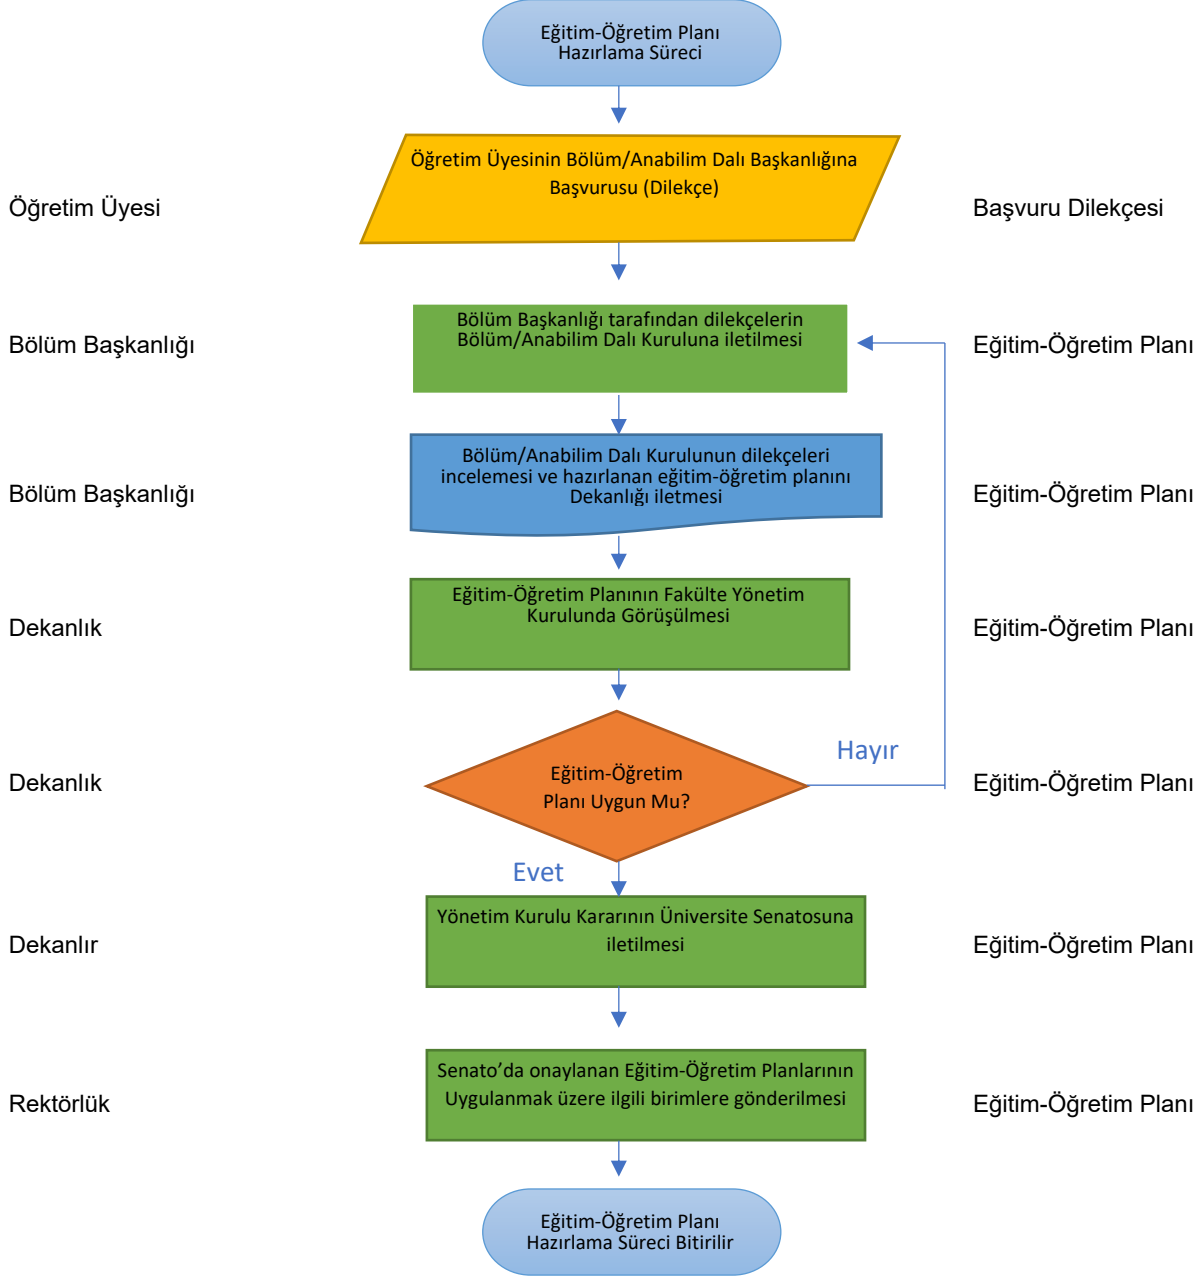 Eğitim-Öğretim Planı
Hazırlama Süreci
Öğretim Üyesinin Bölüm/Anabilim Dalı Başkanlığına
Başvurusu (Dilekçe)
Öğretim Üyesi
Başvuru Dilekçesi
Bölüm Başkanlığı tarafından dilekçelerin
Bölüm/Anabilim Dalı Kuruluna iletilmesi
Bölüm Başkanlığı
Eğitim-Öğretim Planı
Bölüm/Anabilim Dalı Kurulunun dilekçeleri
incelemesi ve hazırlanan eğitim-öğretim planını
Dekanlığı iletmesi
Bölüm Başkanlığı
Eğitim-Öğretim Planı
Eğitim-Öğretim Planının Fakülte Yönetim
Kurulunda Görüşülmesi
Dekanlık
Eğitim-Öğretim Planı
Hayır
Eğitim-Öğretim
Planı Uygun Mu?
Dekanlık
Eğitim-Öğretim Planı
Evet
Yönetim Kurulu Kararının Üniversite Senatosuna
iletilmesi
Dekanlır
Eğitim-Öğretim Planı
Senato’da onaylanan Eğitim-Öğretim Planlarının
Uygulanmak üzere ilgili birimlere gönderilmesi
Rektörlük
Eğitim-Öğretim Planı
Eğitim-Öğretim Planı
Hazırlama Süreci Bitirilir